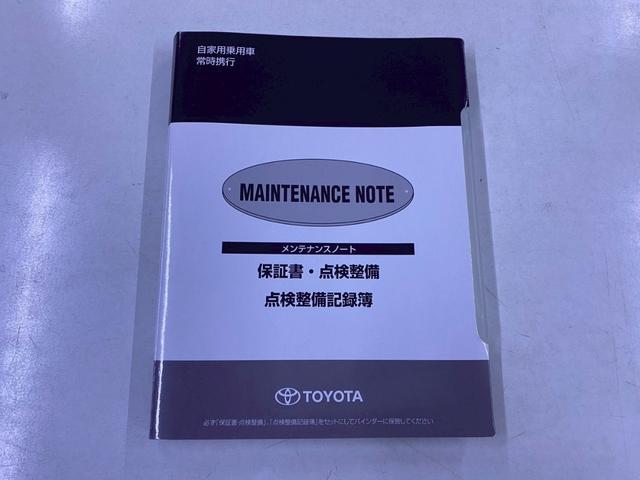 自家用乗用車
常時携行
MAINTENANCE NOTE
メンテナンスノート
保証書・点検整備
点検整備記録簿
TOYOTA
必ず「保証書・点検整備」、「点検整備記録簿」をセットにしてバインダーに保管してください